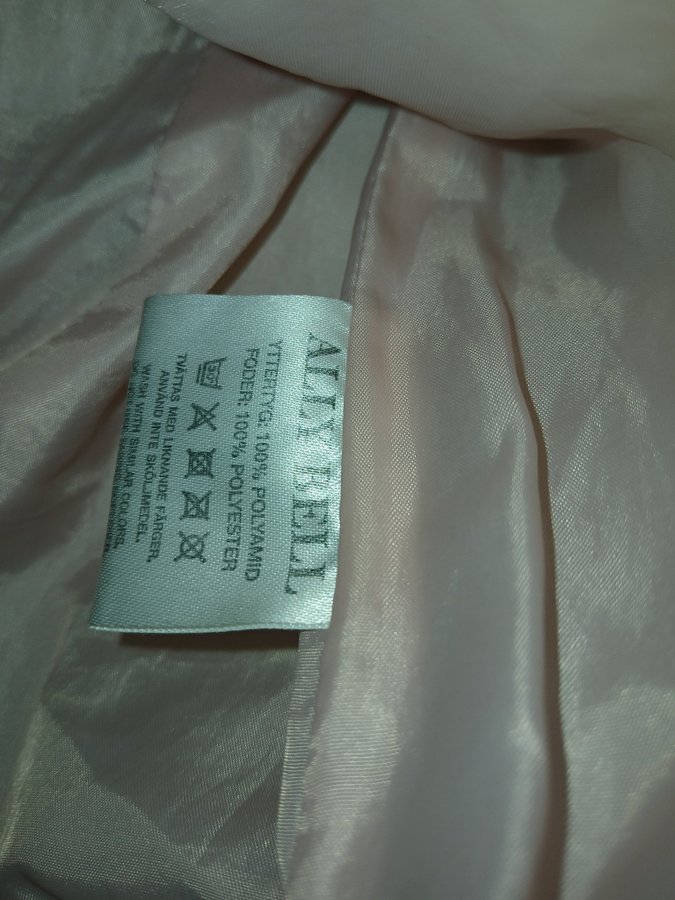 ALLY BELL
YTTERTYG: 100% POLYAMID
FODER: 100% POLYESTER
TVÄTTAS MED LIKNANDE FÄRGER.
ANVÄND INTE SKÖLJMEDEL.
WASH WITH SIMILAR COLORS.